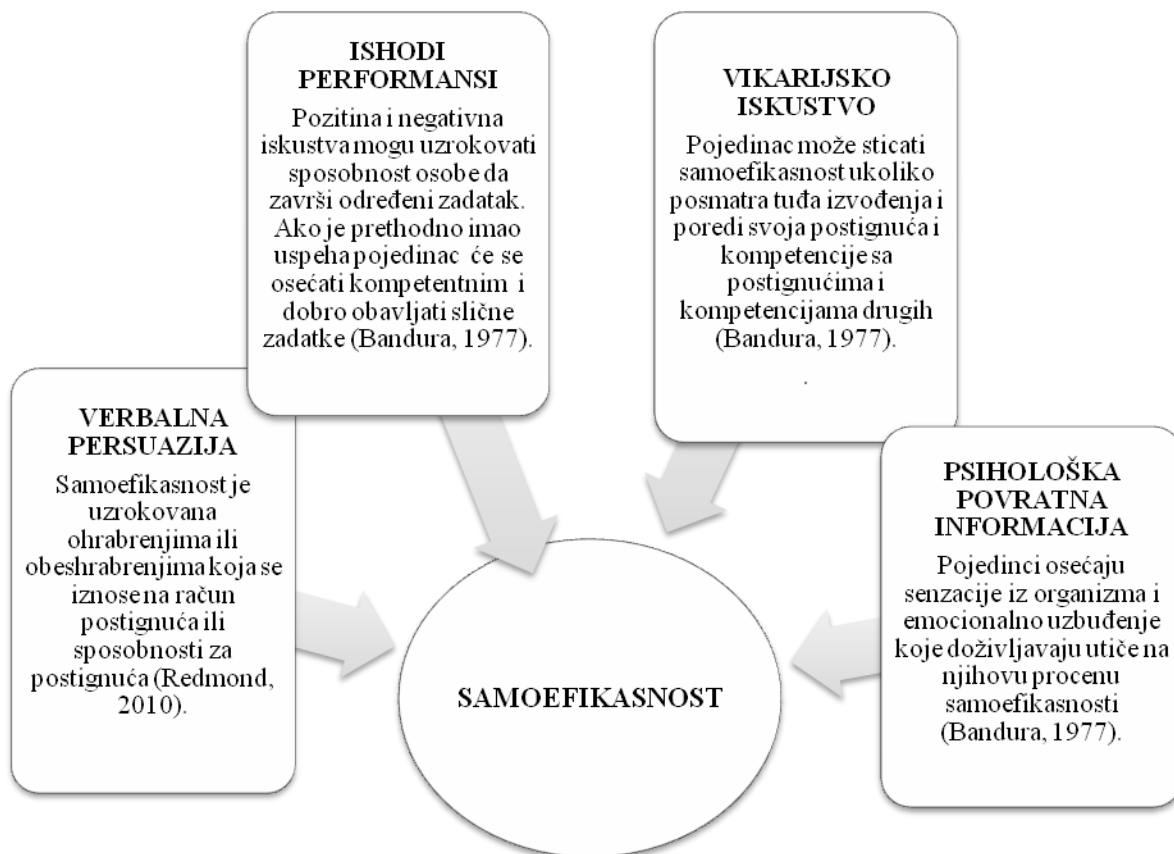 ISHODI
PERFORMANSI
Pozitina i negativna
iskustva mogu uzrokovati
sposobnost osobe da
završi određeni zadatak.
Ako je prethodno imao
uspeha pojedinac će se
osećati kompetentnim i
dobro obavljati slične
zadatke (Bandura, 1977).
VIKARIJSKO
ISKUSTVO
Pojedinac može sticati
samoefikasnost ukoliko
posmatra tuđa izvođenja i
poredi svoja postignuća i
kompetencije sa
postignućima i
kompetencijama drugih
(Bandura, 1977).
.
VERBALNA
PERSUAZIJA
Samoefikasnost je
uzrokovana
ohrabrenjima ili
obeshrabrenjima koja se
iznose na račun
postignuća ili
sposobnosti za
postignuća (Redmond,
2010).
PSIHOLOŠKA
POVRATNA
INFORMACIJA
Pojedinci osećaju
senzacije iz organizma i
emocionalno uzbuđenje
koje doživljavaju utiče na
njihovu procenu
samoefikasnosti
(Bandura, 1977).
SAMOEFIKASNOST